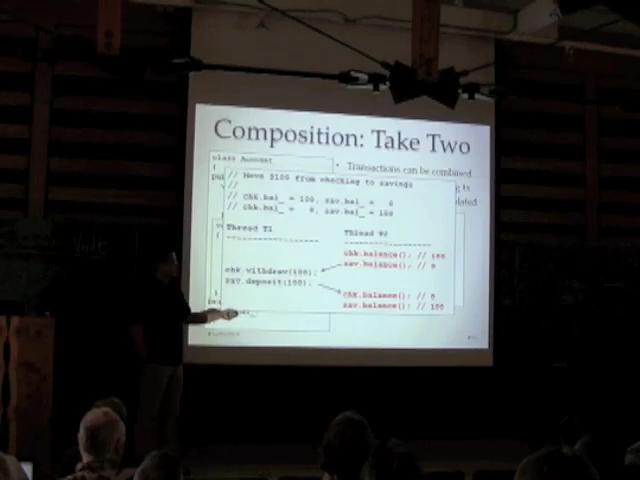 Composition: Take Two
class Account
{
• Transactions can be combined
// Move $100 from checking to savings
//
// Chk.bal_ = 100, sav.bal_ = 0
// chk.bal_ = 0, sav.bal_ = 100
Thread T1
Thread T2
chk.balance(); // 100
sav.balance(); // 0
chk.withdraw(100);
sav.deposit(100);
chk.balance(); // 0
sav.balance(); // 100